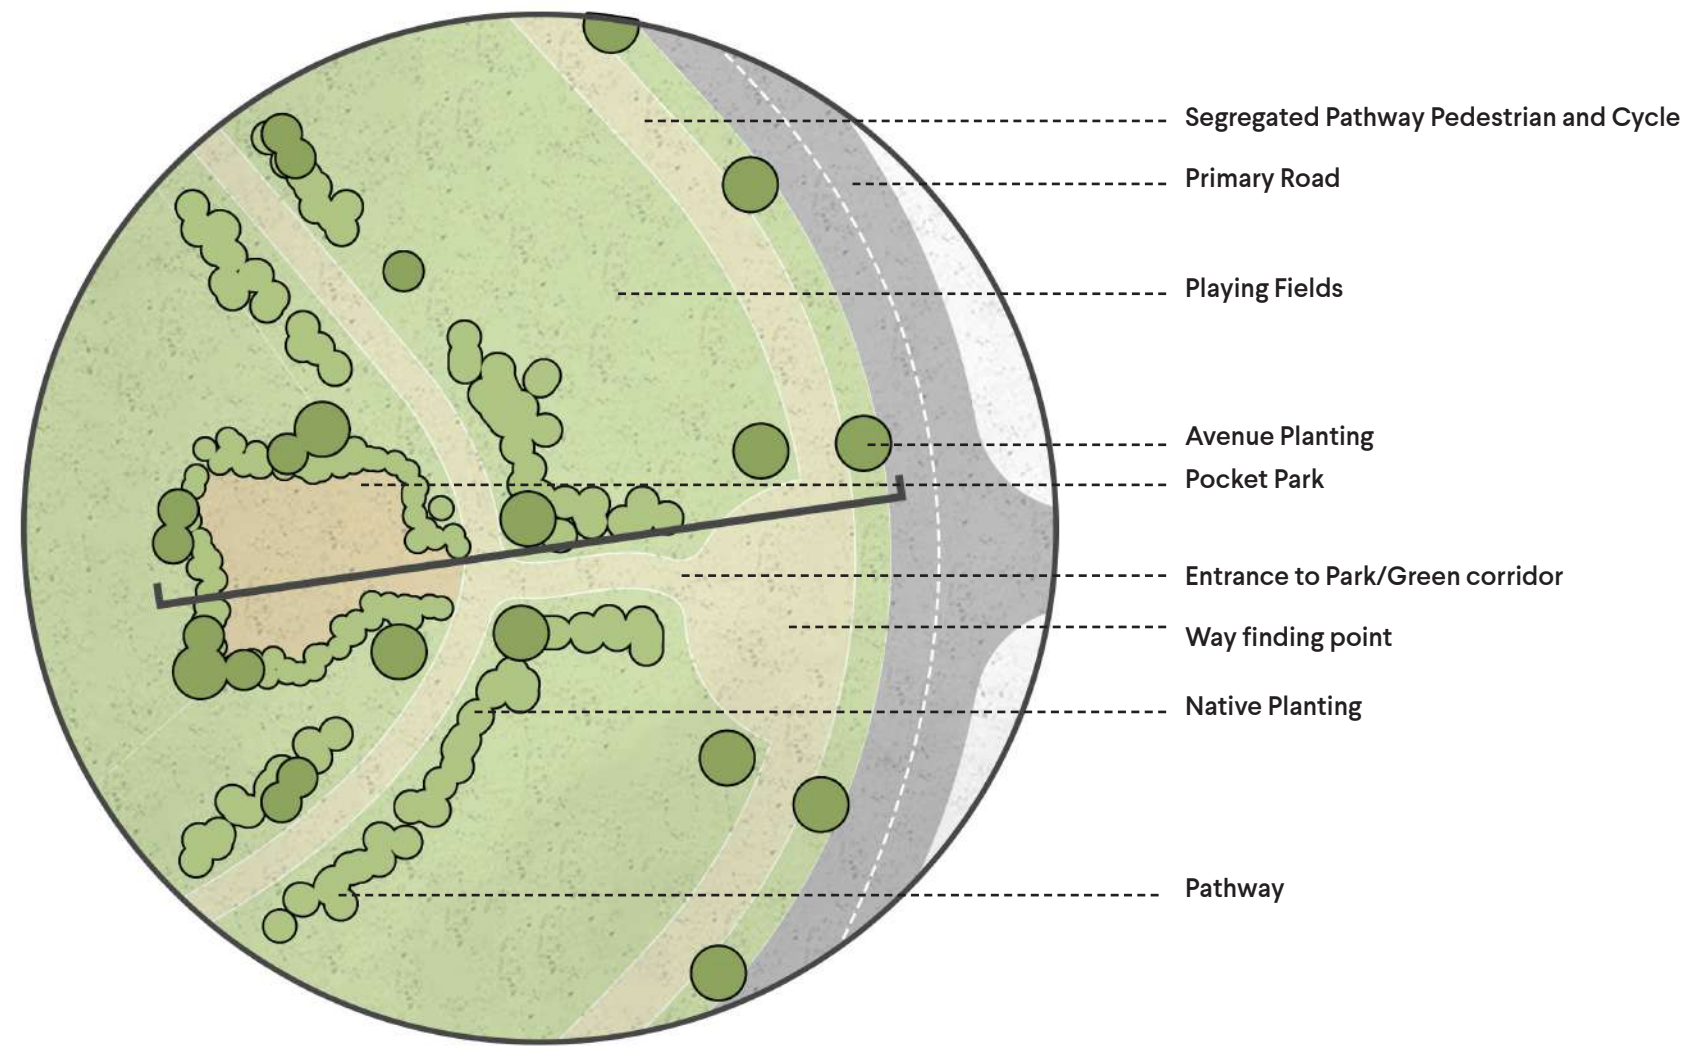 Segregated Pathway Pedestrian and Cycle
Primary Road
Playing Fields
Avenue Planting
Pocket Park
Entrance to Park/Green corridor
Way finding point
Native Planting
Pathway